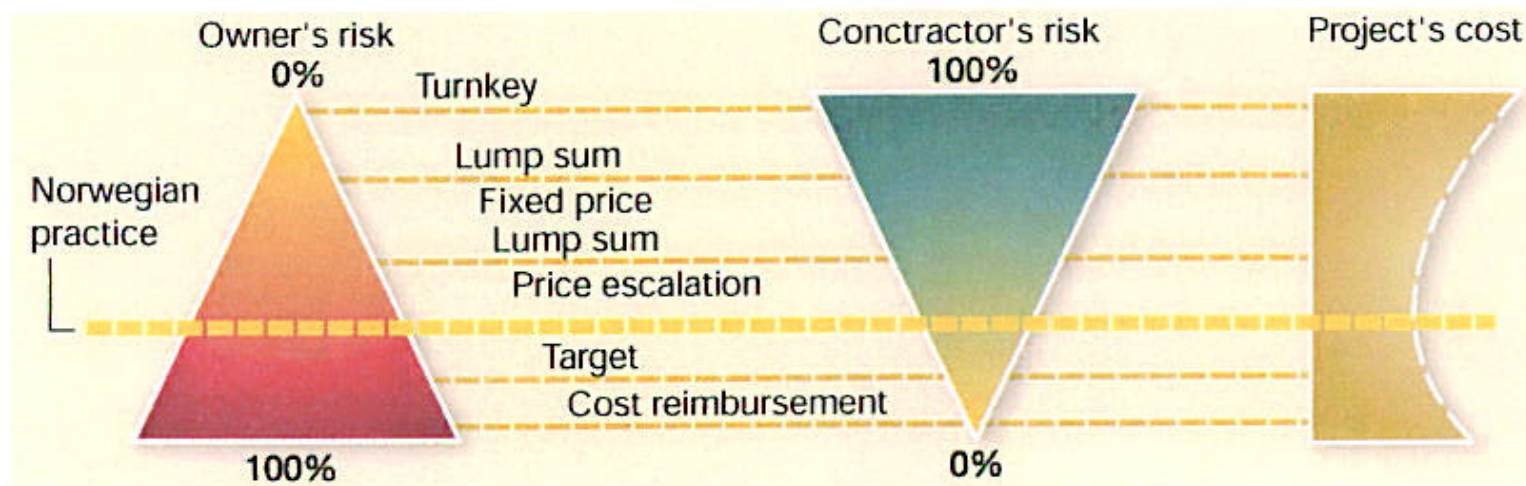 Owner's risk
0%
Conctractor's risk
100%
Project's cost
Turnkey
Lump sum
Fixed price
Lump sum
Price escalation
Norwegian
practice
Target
Cost reimbursement
100%
0%